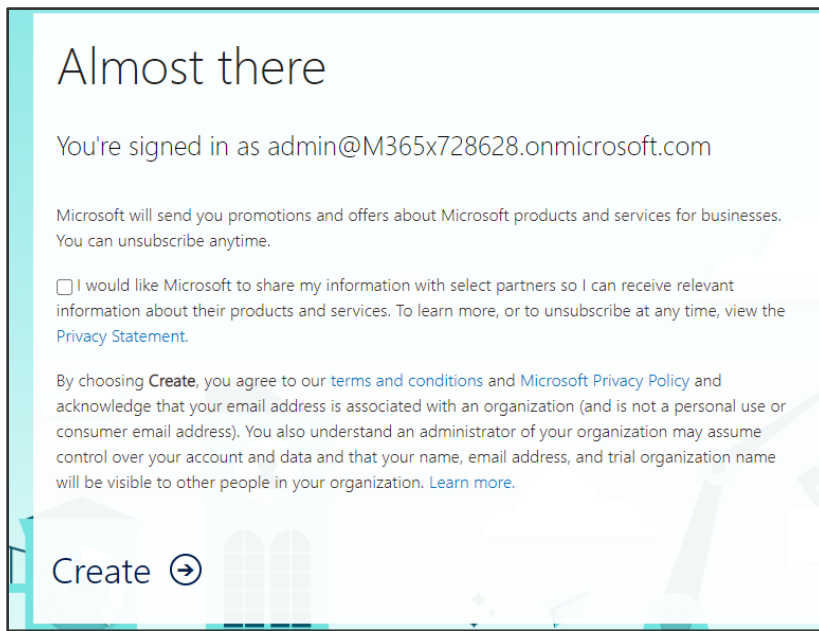 Almost there
You're signed in as admin@M365x728628.onmicrosoft.com
Microsoft will send you promotions and offers about Microsoft products and services for businesses.
You can unsubscribe anytime.
I would like Microsoft to share my information with select partners so I can receive relevant
information about their products and services. To learn more, or to unsubscribe at any time, view the
Privacy Statement.
By choosing Create, you agree to our terms and conditions and Microsoft Privacy Policy and
acknowledge that your email address is associated with an organization (and is not a personal use or
consumer email address). You also understand an administrator of your organization may assume
control over your account and data and that your name, email address, and trial organization name
will be visible to other people in your organization. Learn more.
Create